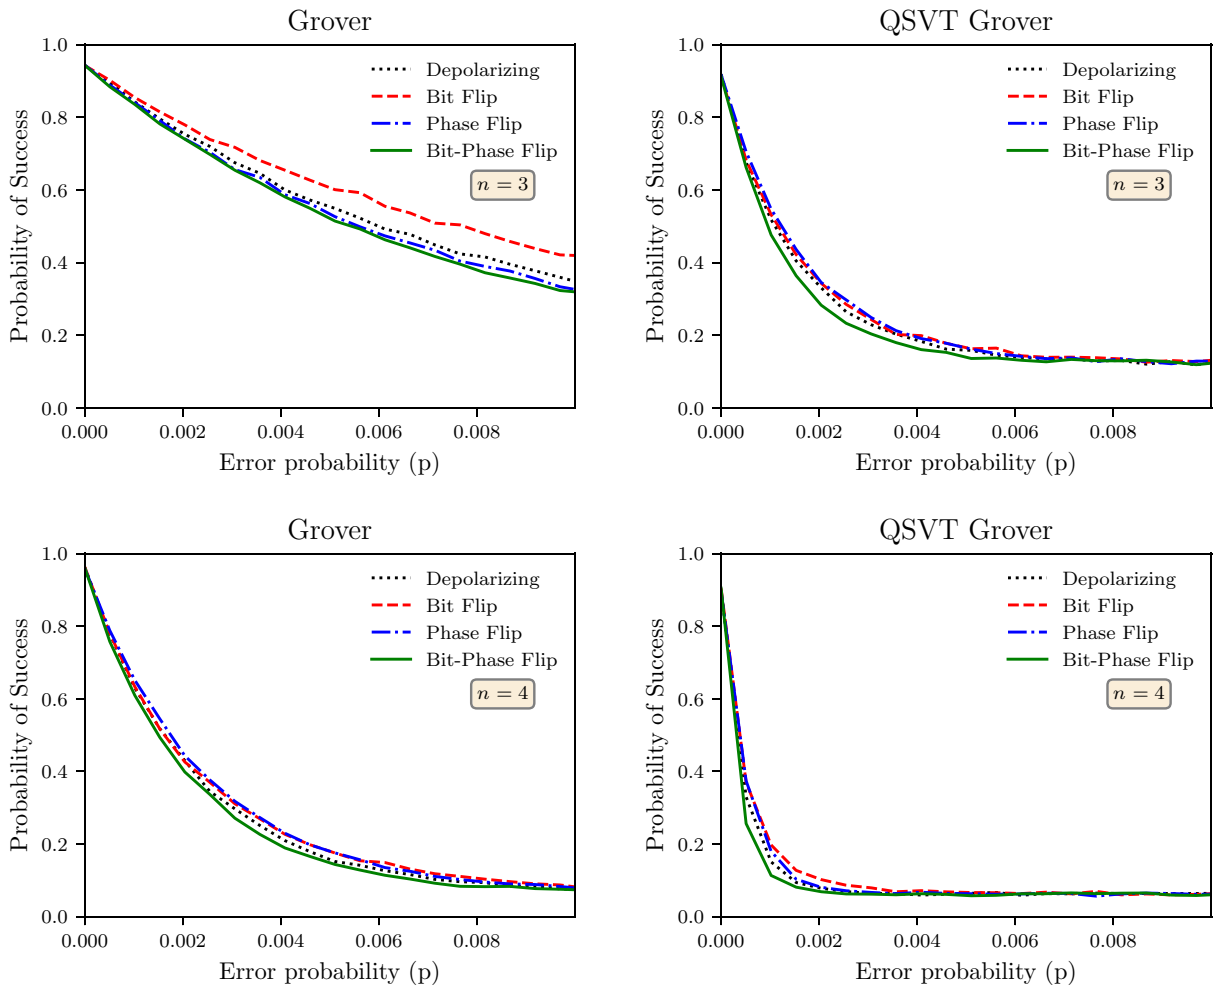 Grover
1.0
0.8
0.6
0.4
0.2
0.0
Probability of Success
Depolarizing
Bit Flip
Phase Flip
Bit-Phase Flip
n = 3
0.000 0.002 0.004 0.006 0.008
Error probability (p)
QSVT Grover
1.0
0.8
0.6
0.4
0.2
0.0
Probability of Success
Depolarizing
Bit Flip
Phase Flip
Bit-Phase Flip
n = 3
0.000 0.002 0.004 0.006 0.008
Error probability (p)
Grover
1.0
0.8
0.6
0.4
0.2
0.0
Probability of Success
Depolarizing
Bit Flip
Phase Flip
Bit-Phase Flip
n = 4
0.000 0.002 0.004 0.006 0.008
Error probability (p)
QSVT Grover
1.0
0.8
0.6
0.4
0.2
0.0
Probability of Success
Depolarizing
Bit Flip
Phase Flip
Bit-Phase Flip
n = 4
0.000 0.002 0.004 0.006 0.008
Error probability (p)